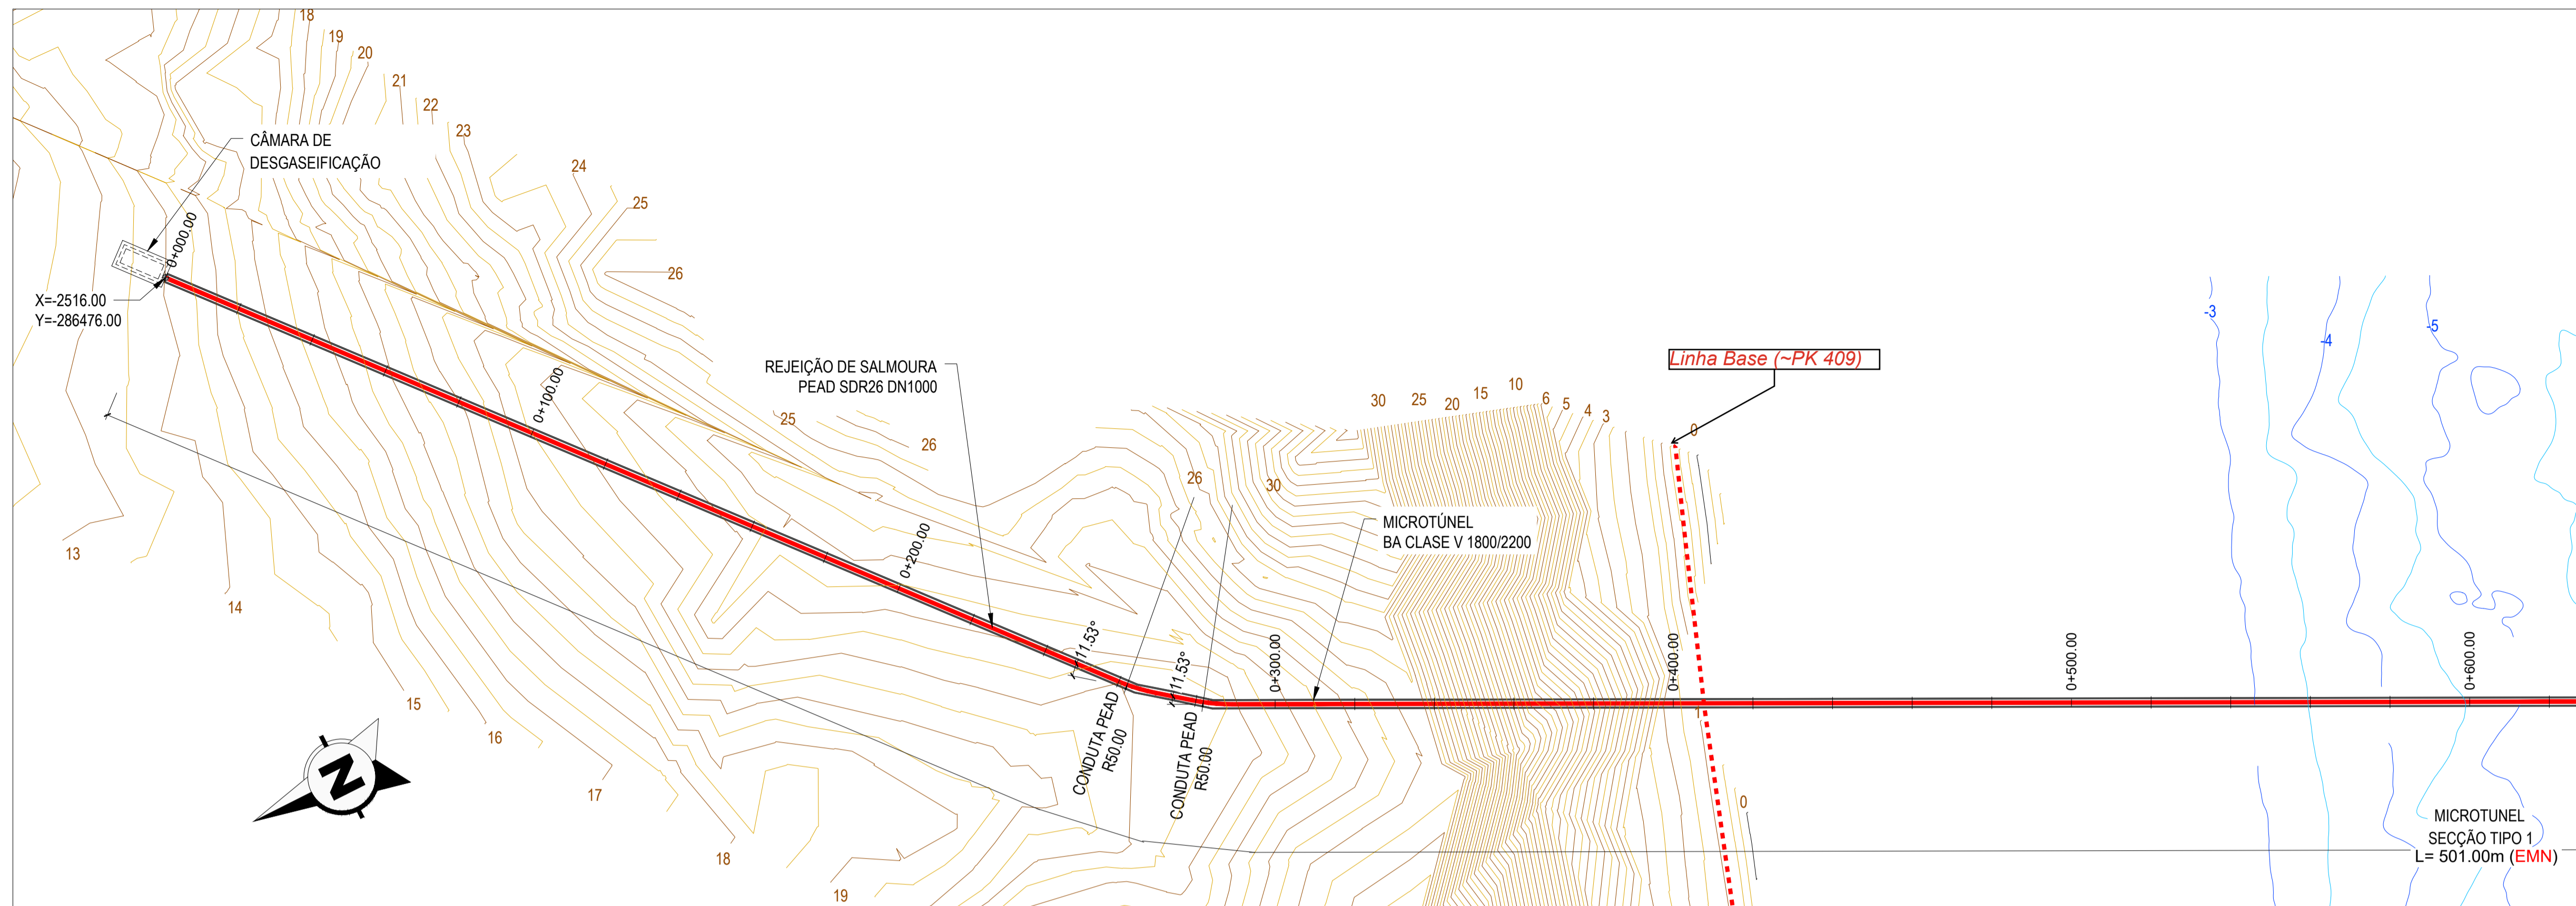 18
19
20
21
22
23
24
25
26
CÂMARA DE
DESGASEIFICAÇÃO
0+000.00
X=-2516.00
Y=-286476.00
0+100.00
REJEIÇÃO DE SALMOURA
PEAD SDR26 DN1000
25
26
0+200.00
26
30
Linha Base (~PK 409)
30
25
20
15
10
6
5
4
3
0
MICROTÚNEL
BA CLASE V 1800/2200
-3
-4
-5
13
14
15
16
17
18
19
N
11.53°
11.53°
CONDUTA PEAD
R50.00
CONDUTA PEAD
R50.00
0+300.00
0+400.00
0+500.00
0+600.00
1
0
MICROTUNEL
SECÇÃO TIPO 1
L= 501.00m (EMN)